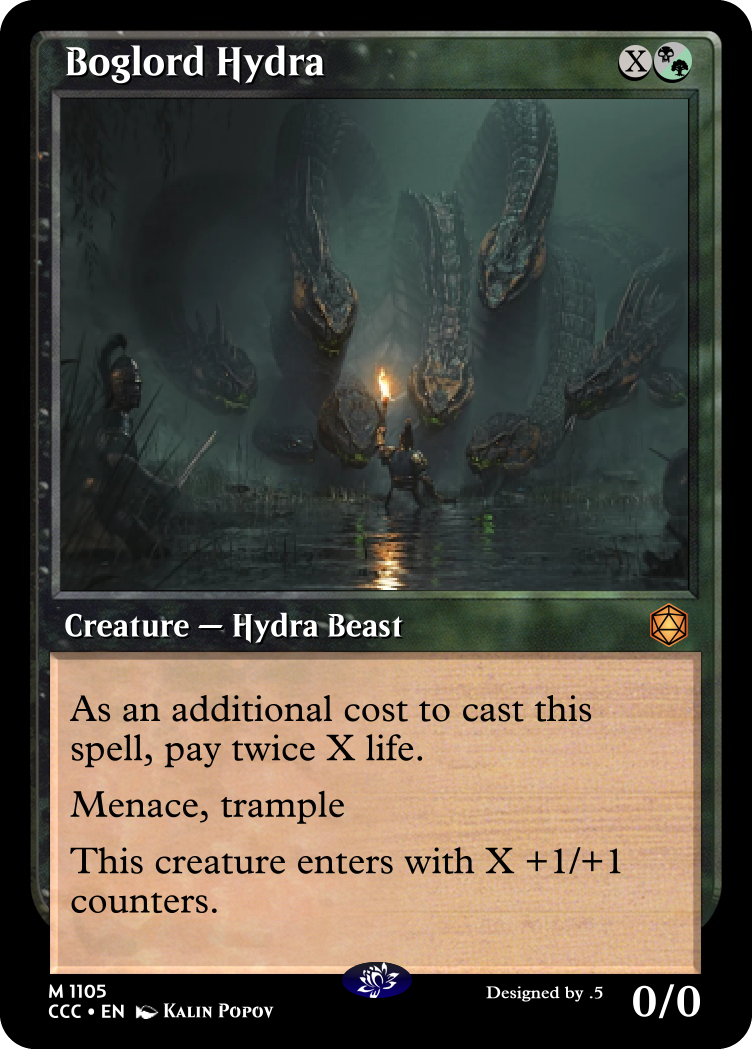 Boglord Hydra X
Creature — Hydra Beast
As an additional cost to cast this
spell, pay twice X life.
Menace, trample
This creature enters with X +1/+1
counters.
M 1105
CCC • EN Kalin Popov
Designed by .5
0/0